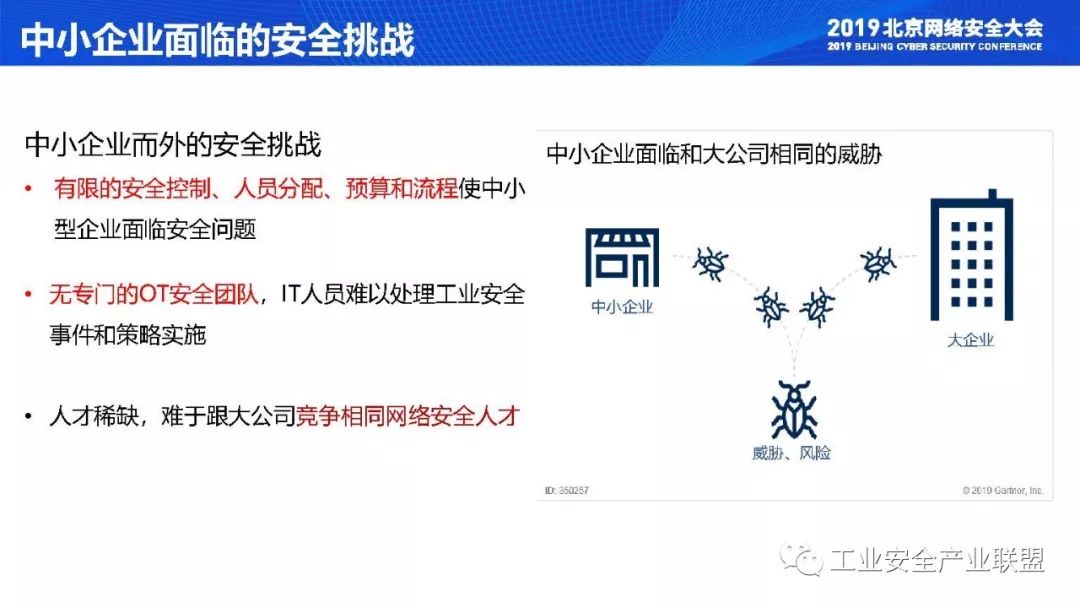 中小企业面临的安全挑战
2019北京网络安全大会
2019 BEIJING CYBER SECURITY CONFERENCE
中小企业而外的安全挑战
• 有限的安全控制、人员分配、预算和流程使中小
型企业面临安全问题
• 无专门的OT安全团队，IT人员难以处理工业安全
事件和策略实施
• 人才稀缺，难于跟大公司竞争相同网络安全人才
中小企业面临和大公司相同的威胁
中小企业
大企业
威胁、风险
ID: 350257
© 2019 Gartner, Inc.
工业安全产业联盟